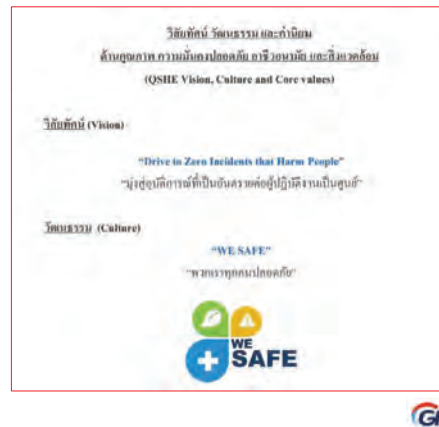 วิสัยทัศน์ วัฒนธรรม และค่านิยม
ด้านคุณภาพ ความมั่นคงปลอดภัย อาชีวอนามัย และสิ่งแวดล้อม
(QSHE Vision, Culture and Core values)
วิสัยทัศน์ (Vision)
“Drive to Zero Incidents that Harm People”
“มุ่งสู่อุบัติการณ์ที่เป็นอันตรายต่อผู้ปฏิบัติงานเป็นศูนย์”
วัฒนธรรม (Culture)
“WE SAFE”
“พวกเราทุกคนปลอดภัย”
WE
SAFE